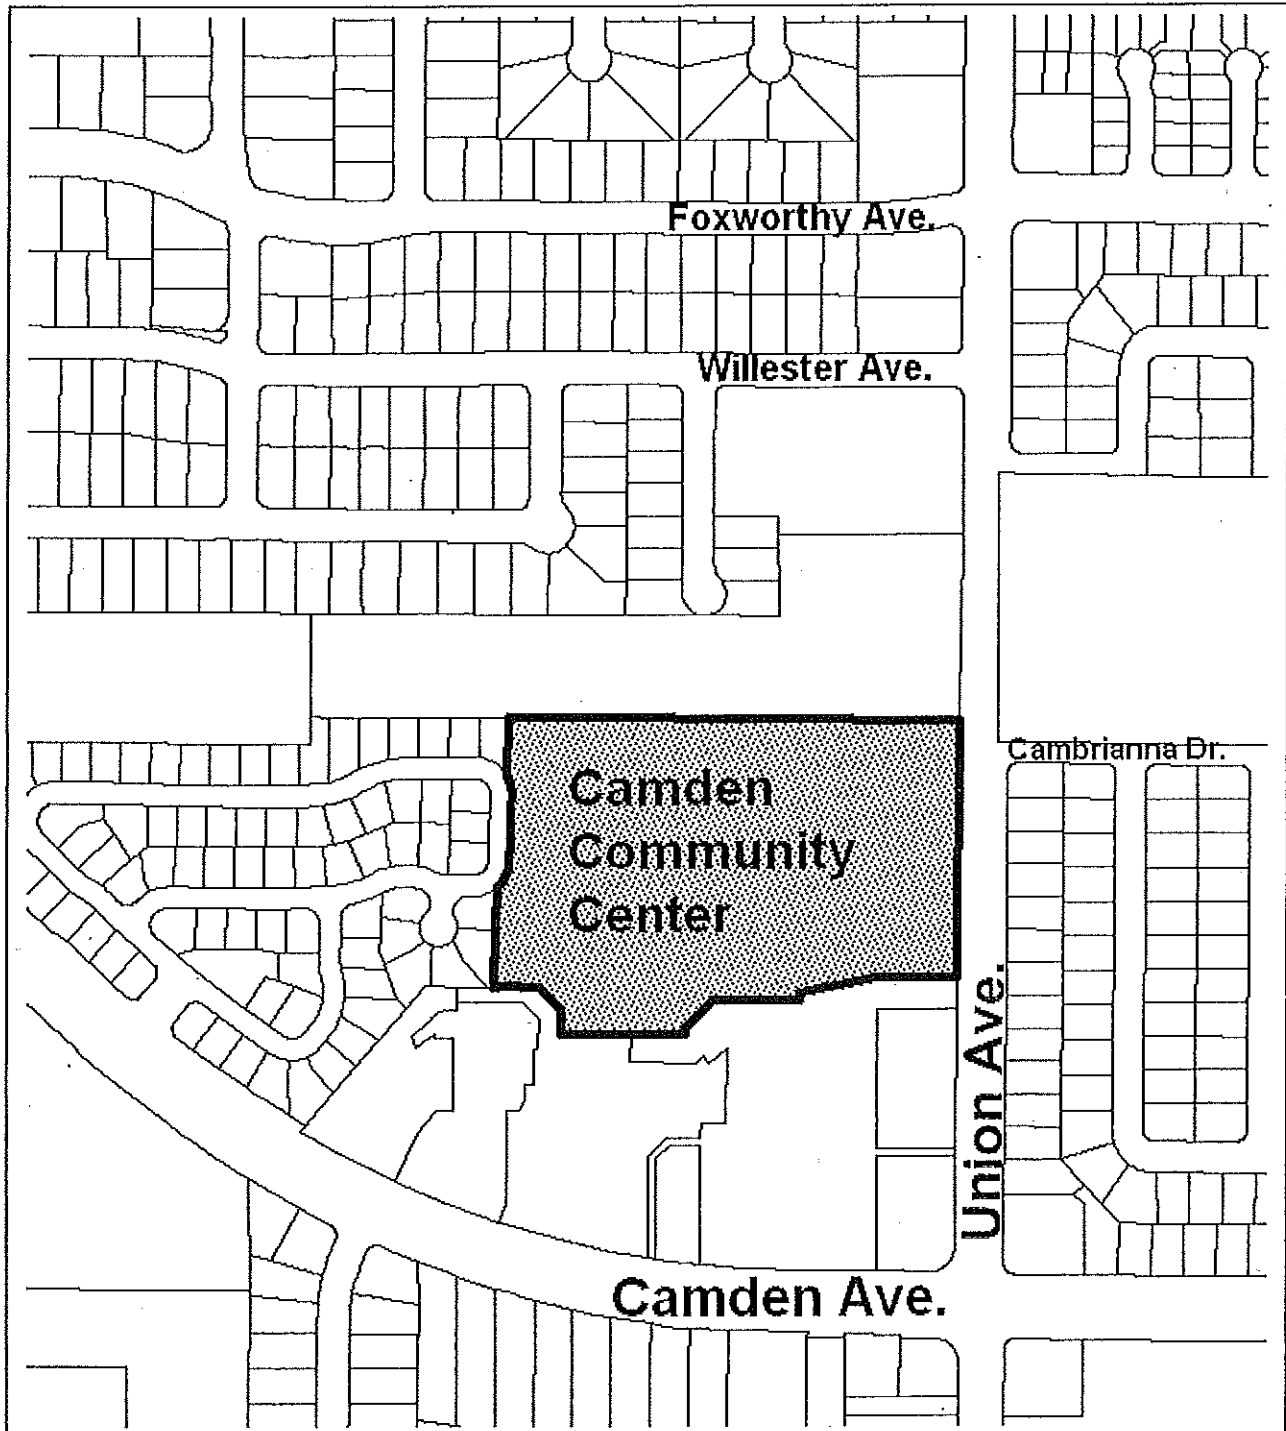 Foxworthy Ave.
Willester Ave.
Cambrianna Dr.
Camden
Community
Center
Union Ave.
Camden Ave.